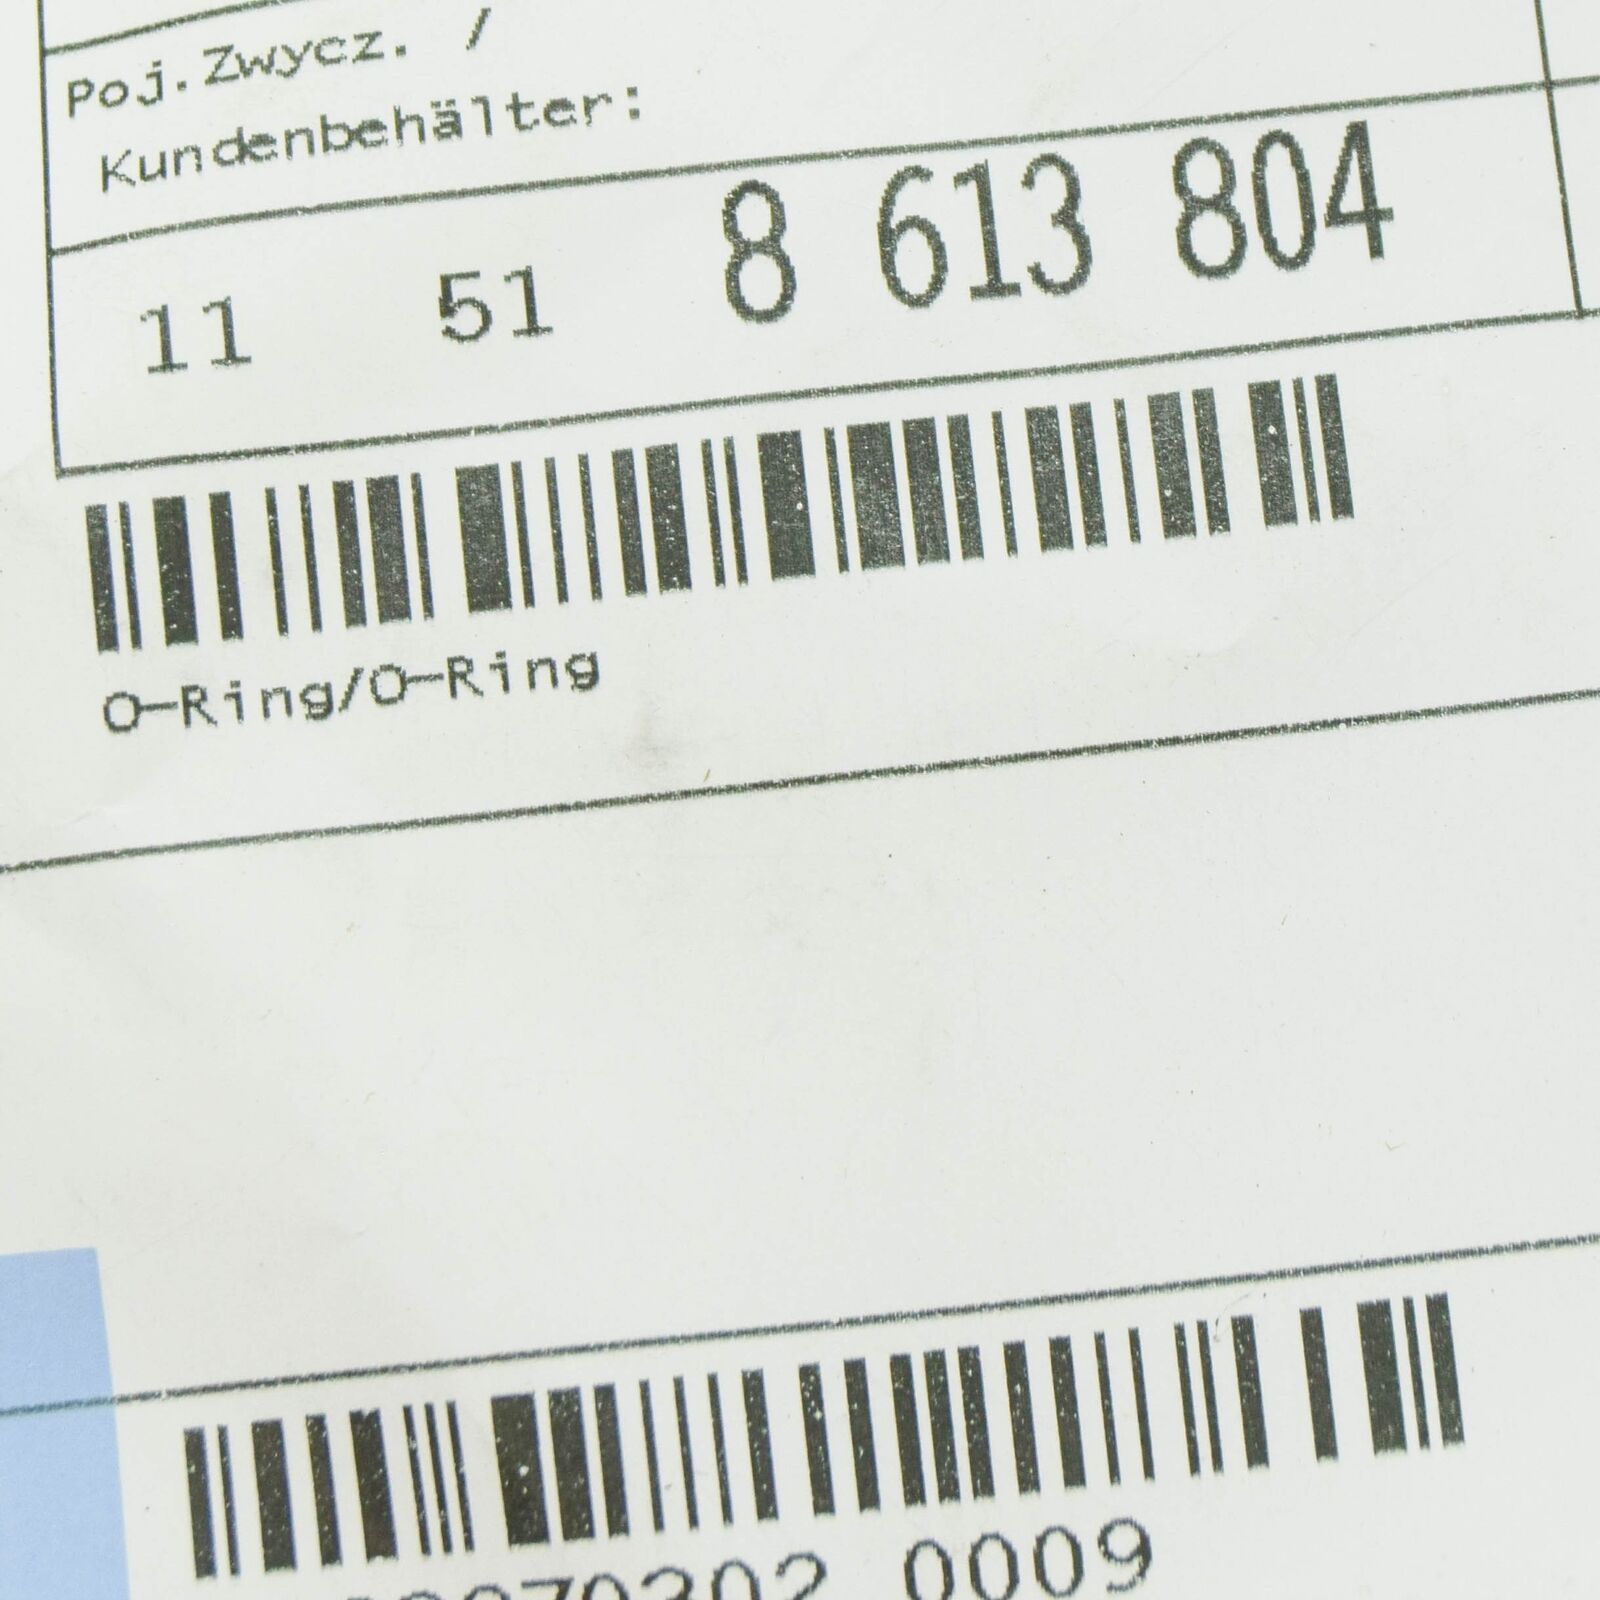 Poj.Zwycz. /
Kundenbehälter:
11 51 8 613 804
O-Ring/O-Ring
0009